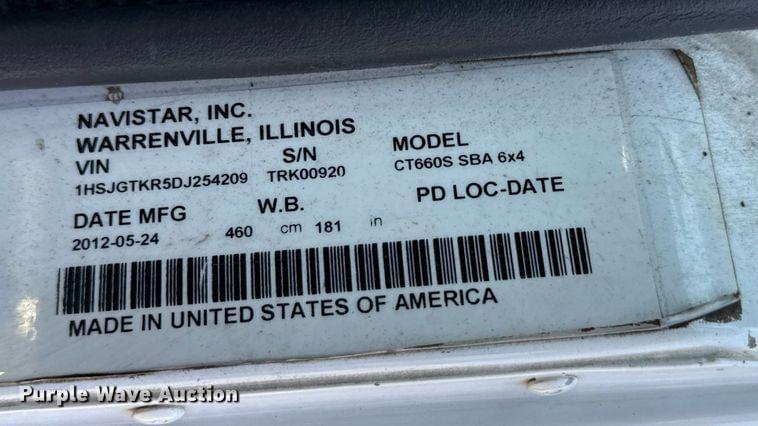 NAVISTAR, INC.
WARRENVILLE, ILLINOIS
VIN S/N MODEL
1HSJGTKR5DJ254209 TRK00920 CT660S SBA 6x4
DATE MFG W.B. PD LOC-DATE
2012-05-24 460 cm 181 in
MADE IN UNITED STATES OF AMERICA
Purple Wave Auction